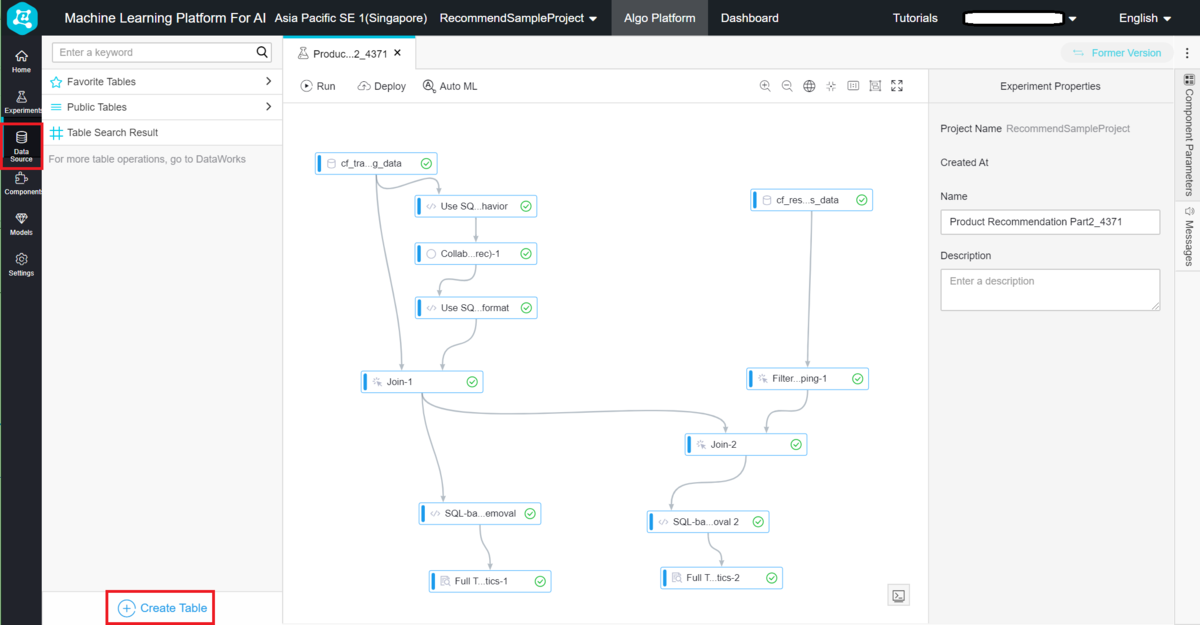 Machine Learning Platform For AI Asia Pacific SE 1(Singapore) RecommendSampleProject Algo Platform Dashboard Tutorials English
Home
Experiments
Data
Source
Components
Models
Settings
Enter a keyword
Favorite Tables
Public Tables
Table Search Result
For more table operations, go to DataWorks
Create Table
Produc...2_4371
Former Version
Run Deploy Auto ML
cf_tra...g_data
Use SQ...havior
Collab...rec)-1
Use SQ...format
Join-1
cf_res...s_data
Filter...ping-1
Join-2
SQL-ba...emoval
SQL-ba...oval 2
Full T...tics-1
Full T...tics-2
Experiment Properties
Project Name RecommendSampleProject
Created At
Name
Product Recommendation Part2_4371
Description
Enter a description
Component Parameters
Messages